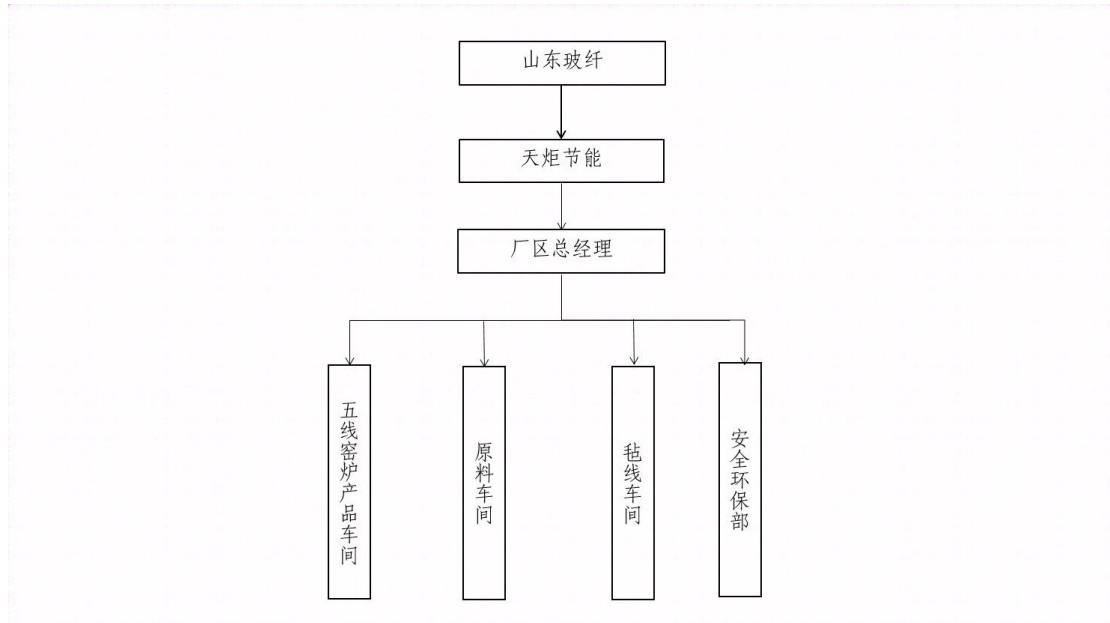 山东玻纤
天炬节能
厂区总经理
五线窑炉产品车间
原料车间
毡线车间
安全环保部